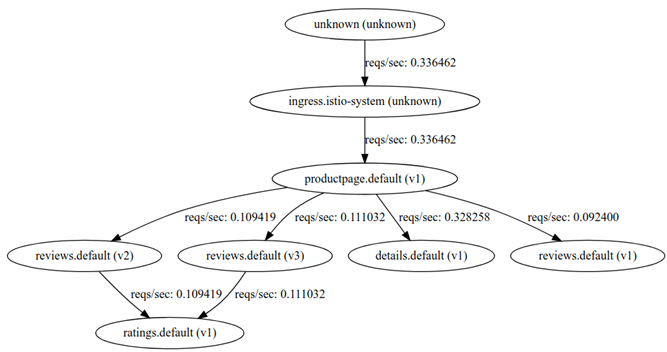 unknown (unknown)
reqs/sec: 0.336462
ingress.istio-system (unknown)
reqs/sec: 0.336462
productpage.default (v1)
reqs/sec: 0.109419
reqs/sec: 0.111032
reqs/sec: 0.328258
reqs/sec: 0.092400
reviews.default (v2)
reviews.default (v3)
details.default (v1)
reviews.default (v1)
reqs/sec: 0.109419
reqs/sec: 0.111032
ratings.default (v1)